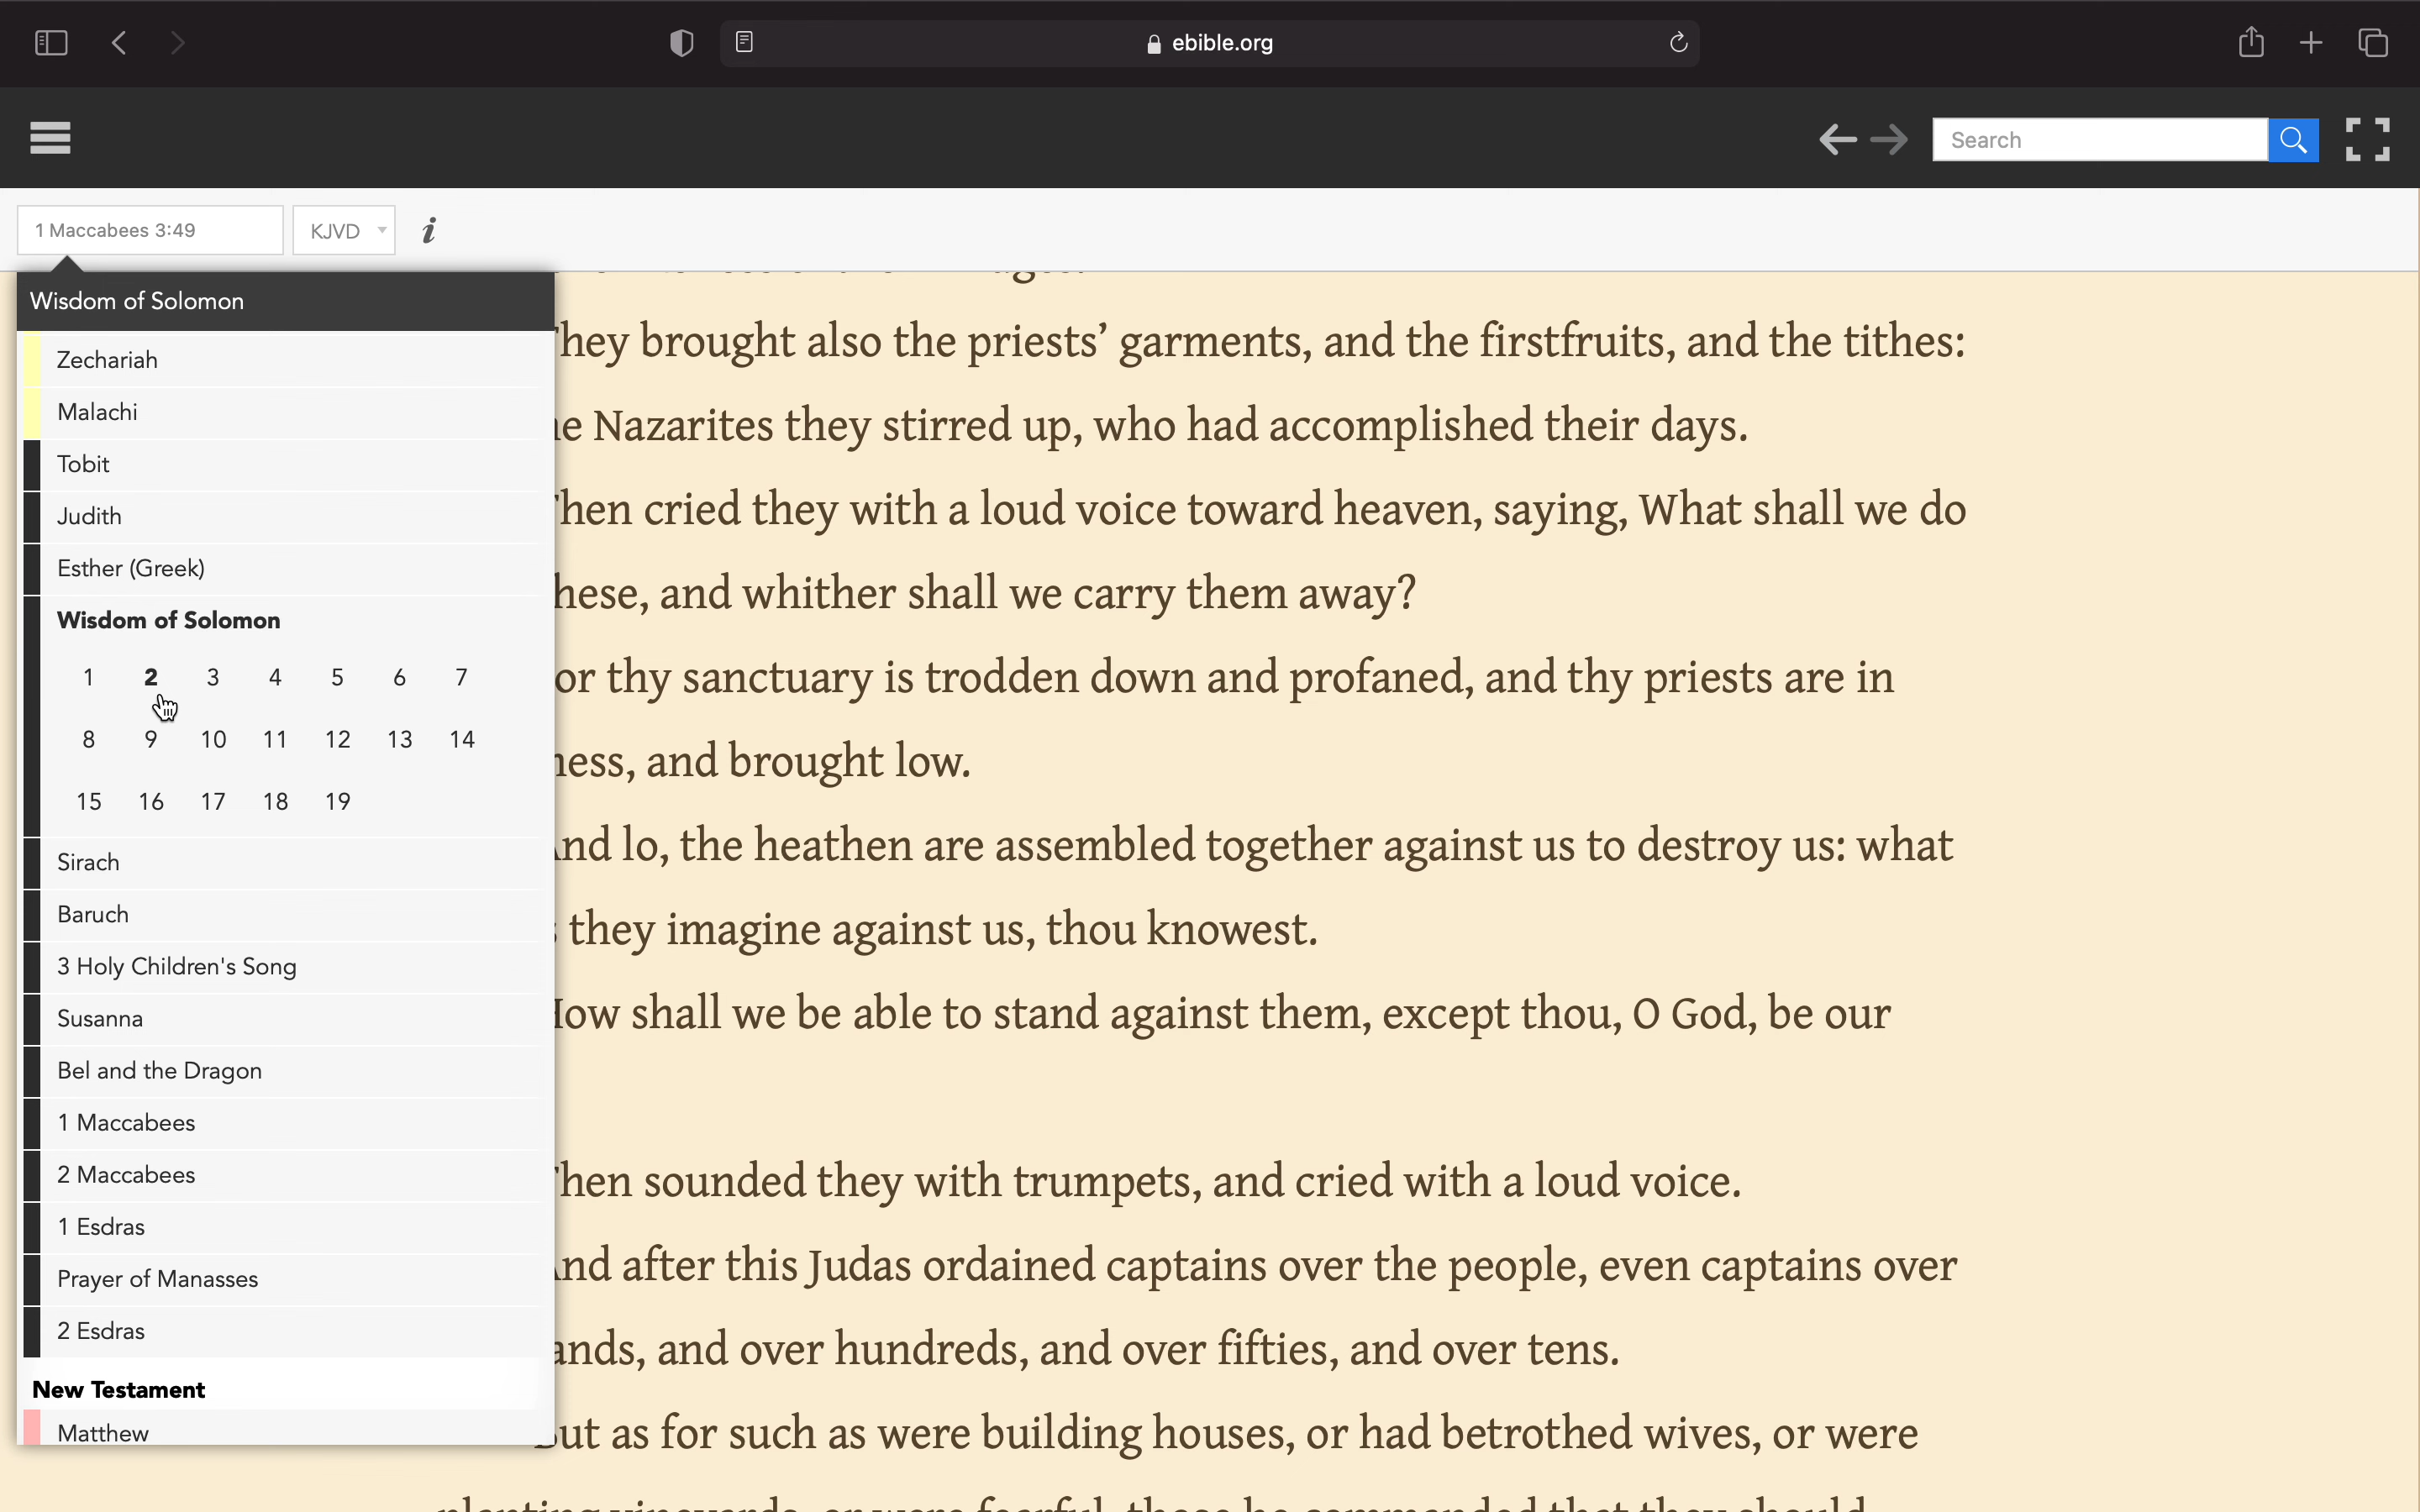 ebible.org
Search
1 Maccabees 3:49
KJVD
i
Wisdom of Solomon
Zechariah
Malachi
Tobit
Judith
Esther (Greek)
Wisdom of Solomon
1 2 3 4 5 6 7
8 9 10 11 12 13 14
15 16 17 18 19
Sirach
Baruch
3 Holy Children's Song
Susanna
Bel and the Dragon
1 Maccabees
2 Maccabees
1 Esdras
Prayer of Manasses
2 Esdras
New Testament
Matthew
hey brought also the priests’ garments, and the firstfruits, and the tithes:
e Nazarites they stirred up, who had accomplished their days.
hen cried they with a loud voice toward heaven, saying, What shall we do
hese, and whither shall we carry them away?
or thy sanctuary is trodden down and profaned, and thy priests are in
ness, and brought low.
nd lo, the heathen are assembled together against us to destroy us: what
they imagine against us, thou knowest.
ow shall we be able to stand against them, except thou, O God, be our
hen sounded they with trumpets, and cried with a loud voice.
nd after this Judas ordained captains over the people, even captains over
ands, and over hundreds, and over fifties, and over tens.
ut as for such as were building houses, or had betrothed wives, or were